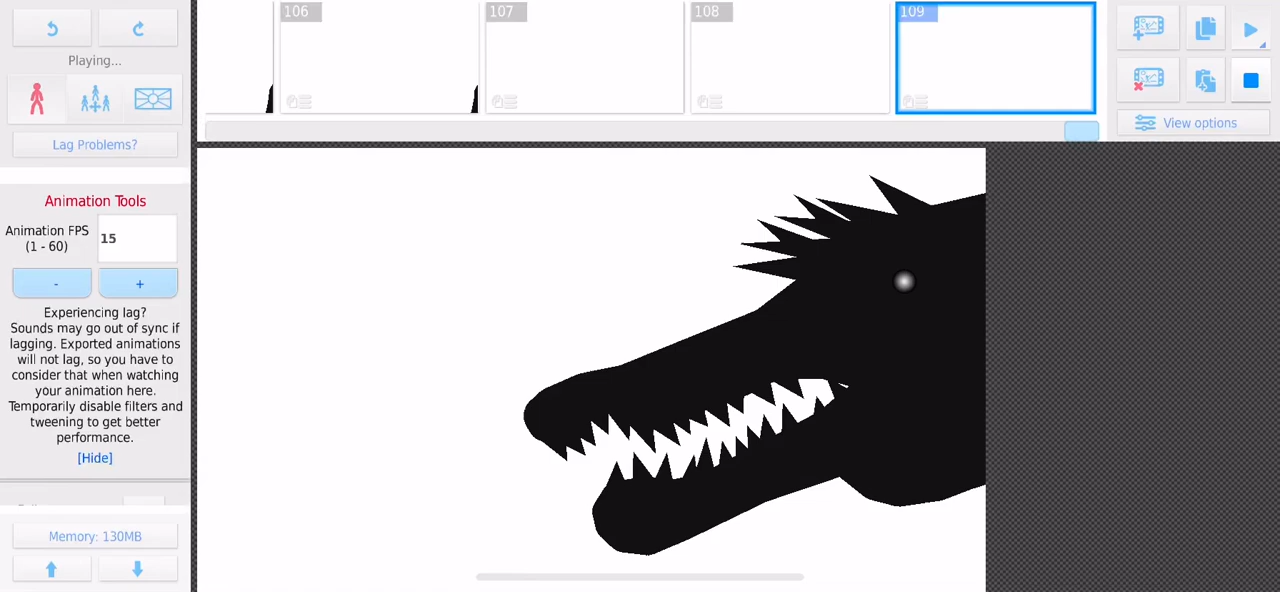 Playing...
Lag Problems?
Animation Tools
Animation FPS
(1 - 60)
15
-
+
Experiencing lag?
Sounds may go out of sync if
lagging. Exported animations
will not lag, so you have to
consider that when watching
your animation here.
Temporarily disable filters and
tweening to get better
performance.
[Hide]
Memory: 130MB
106
107
108
109
View options